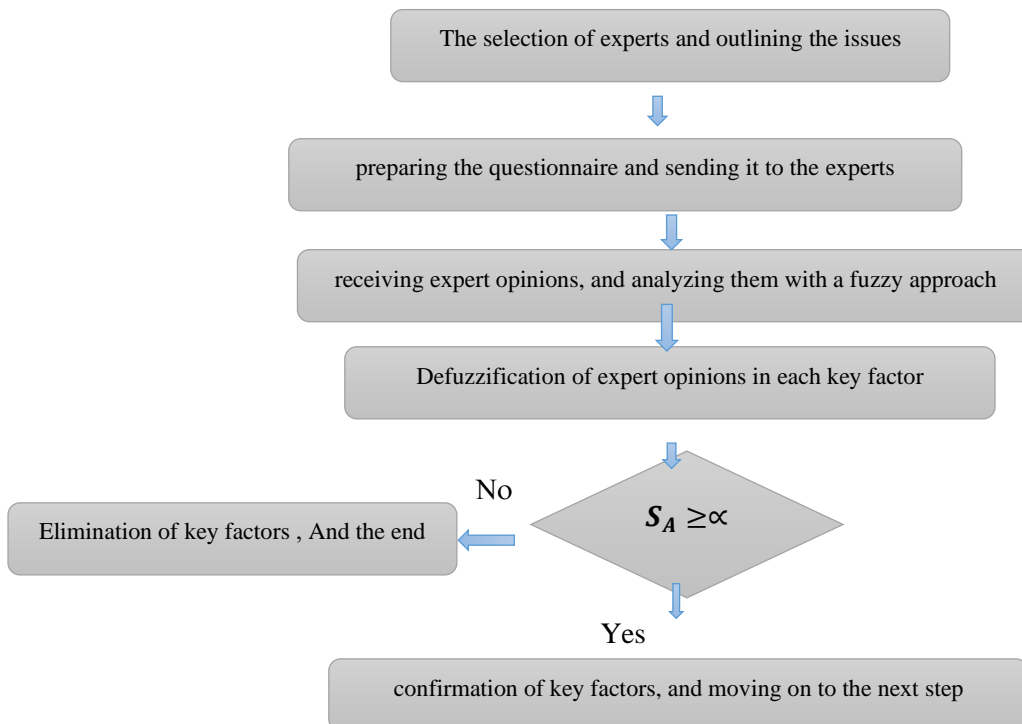 The selection of experts and outlining the issues
preparing the questionnaire and sending it to the experts
receiving expert opinions, and analyzing them with a fuzzy approach
Defuzzification of expert opinions in each key factor
No
S_A ≥∝
Elimination of key factors , And the end
Yes
confirmation of key factors, and moving on to the next step